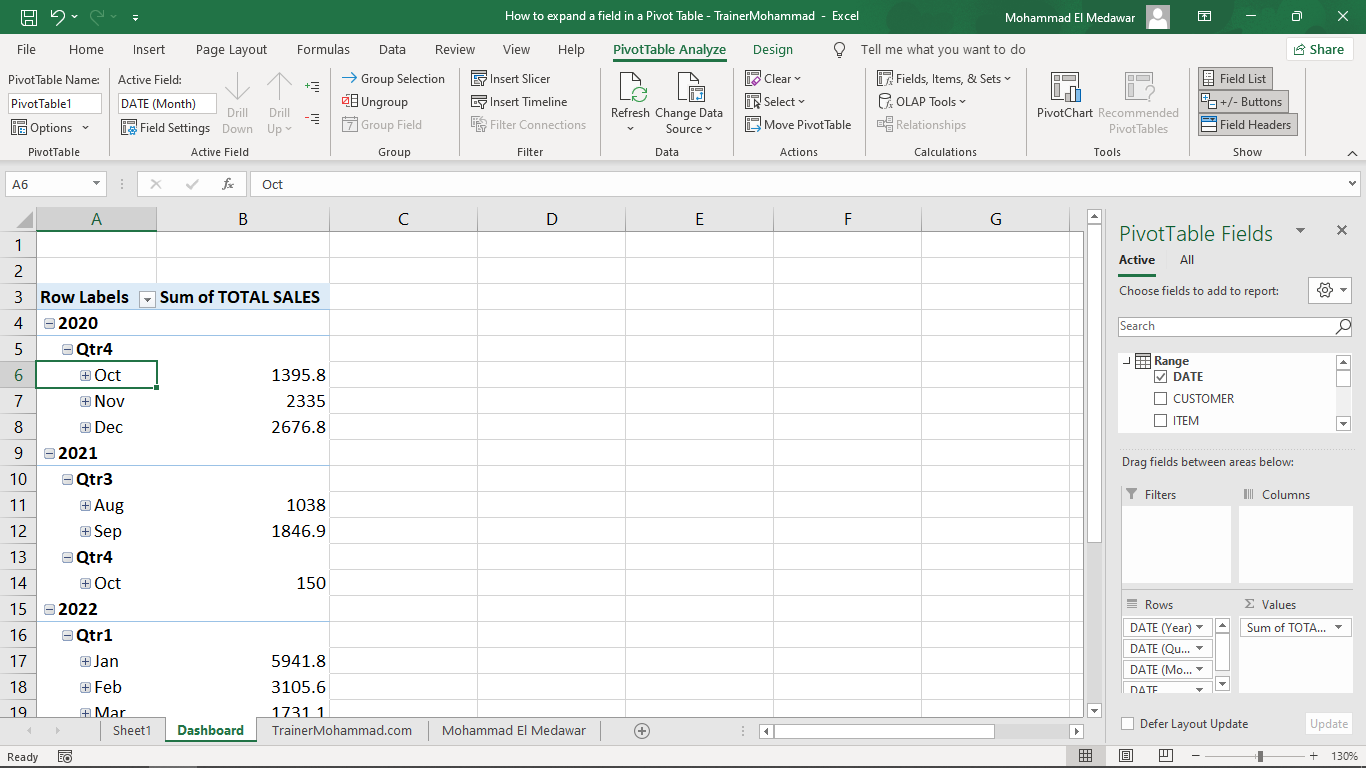 How to expand a field in a Pivot Table - TrainerMohammad - Excel
Mohammad El Medawar
File Home Insert Page Layout Formulas Data Review View Help PivotTable Analyze Design Tell me what you want to do Share
PivotTable Name:
PivotTable1
Options
PivotTable
Active Field:
DATE (Month)
Field Settings
Drill Down
Drill Up
Active Field
Group Selection
Ungroup
Group Field
Group
Insert Slicer
Insert Timeline
Filter Connections
Filter
Refresh
Change Data Source
Data
Clear
Select
Move PivotTable
Actions
Fields, Items, & Sets
OLAP Tools
Relationships
Calculations
PivotChart
Recommended PivotTables
Tools
Field List
+/- Buttons
Field Headers
Show
A6 fx Oct
A B C D E F G
1
2
3 Row Labels Sum of TOTAL SALES
4 2020
5 Qtr4
6 Oct 1395.8
7 Nov 2335
8 Dec 2676.8
9 2021
10 Qtr3
11 Aug 1038
12 Sep 1846.9
13 Qtr4
14 Oct 150
15 2022
16 Qtr1
17 Jan 5941.8
18 Feb 3105.6
19 Mar 1731.1
PivotTable Fields
Active All
Choose fields to add to report:
Search
Range
DATE
CUSTOMER
ITEM
Drag fields between areas below:
Filters Columns
Rows Values
DATE (Year) Sum of TOTA...
DATE (Qu...
DATE (Mo...
DATE
Defer Layout Update Update
Sheet1 Dashboard TrainerMohammad.com Mohammad El Medawar
Ready 130%